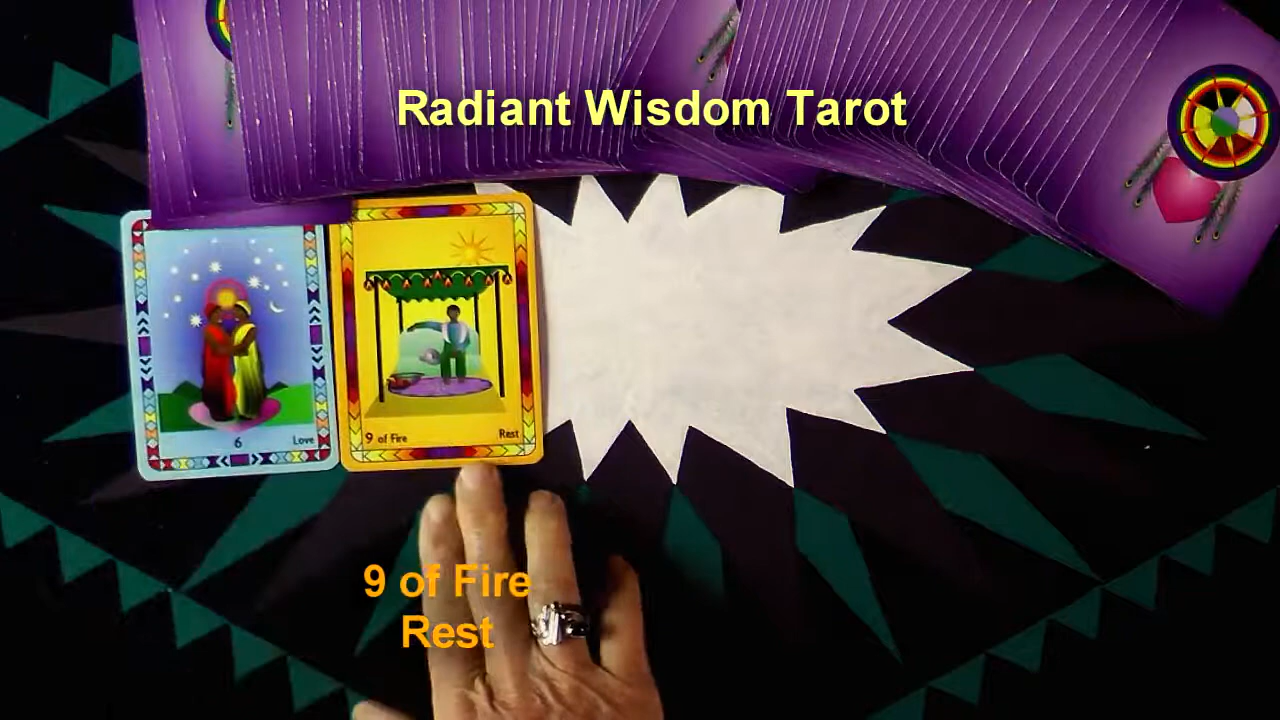 Radiant Wisdom Tarot
6 Love
9 of Fire Rest
9 of Fire
Rest